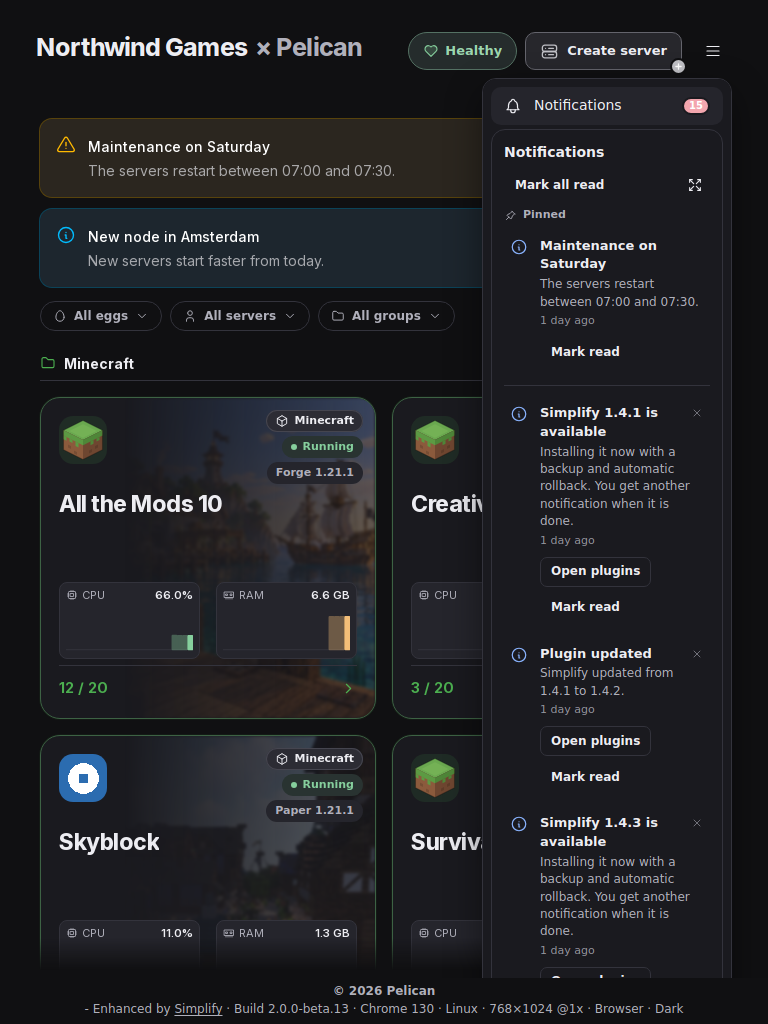 Northwind Games × Pelican
Healthy
Create server
Notifications
15
Notifications
Mark all read
Pinned
Maintenance on
Saturday
The servers restart
between 07:00 and 07:30.
1 day ago
Mark read
Simplify 1.4.1 is
available
Installing it now with a
backup and automatic
rollback. You get another
notification when it is
done.
1 day ago
Open plugins
Mark read
Plugin updated
Simplify updated from
1.4.1 to 1.4.2.
1 day ago
Open plugins
Mark read
Simplify 1.4.3 is
available
Installing it now with a
backup and automatic
rollback. You get another
notification when it is
done.
1 day ago
Maintenance on Saturday
The servers restart between 07:00 and 07:30.
New node in Amsterdam
New servers start faster from today.
All eggs
All servers
All groups
Minecraft
Minecraft
Running
Forge 1.21.1
All the Mods 10
CPU 66.0%
RAM 6.6 GB
12 / 20
CPU
3 / 20
Minecraft
Running
Paper 1.21.1
Skyblock
CPU 11.0%
RAM 1.3 GB
CPU
© 2026 Pelican
- Enhanced by Simplify · Build 2.0.0-beta.13 · Chrome 130 · Linux · 768×1024 @1x · Browser · Dark